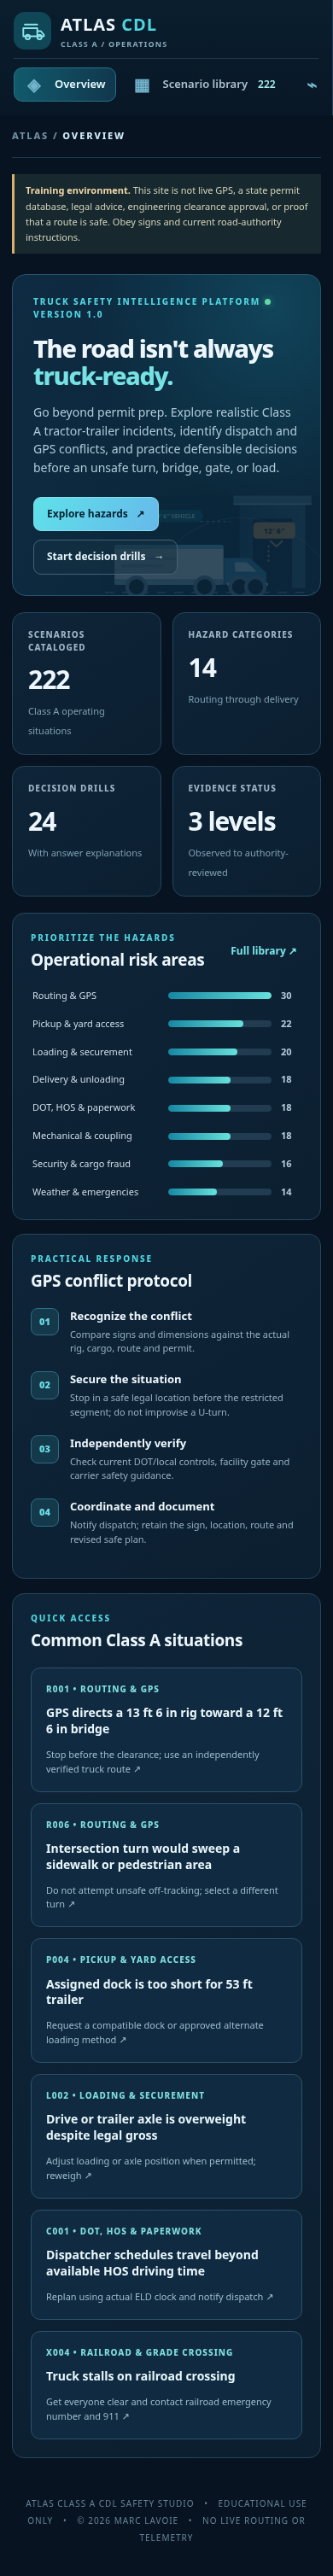 ATLAS CDL
CLASS A / OPERATIONS
Overview
Scenario library 222
ATLAS / OVERVIEW
Training environment. This site is not live GPS, a state permit
database, legal advice, engineering clearance approval, or proof
that a route is safe. Obey signs and current road-authority
instructions.
TRUCK SAFETY INTELLIGENCE PLATFORM
VERSION 1.0
The road isn't always
truck-ready.
Go beyond permit prep. Explore realistic Class
A tractor-trailer incidents, identify dispatch and
GPS conflicts, and practice defensible decisions
before an unsafe turn, bridge, gate, or load.
Explore hazards ↗
VEHICLE
12' 6"
Start decision drills →
SCENARIOS
CATALOGED
222
Class A operating
situations
HAZARD CATEGORIES
14
Routing through delivery
DECISION DRILLS
24
With answer explanations
EVIDENCE STATUS
3 levels
Observed to authority-
reviewed
PRIORITIZE THE HAZARDS
Operational risk areas
Full library ↗
Routing & GPS 30
Pickup & yard access 22
Loading & securement 20
Delivery & unloading 18
DOT, HOS & paperwork 18
Mechanical & coupling 18
Security & cargo fraud 16
Weather & emergencies 14
PRACTICAL RESPONSE
GPS conflict protocol
01
Recognize the conflict
Compare signs and dimensions against the actual
rig, cargo, route and permit.
02
Secure the situation
Stop in a safe legal location before the restricted
segment; do not improvise a U-turn.
03
Independently verify
Check current DOT/local controls, facility gate and
carrier safety guidance.
04
Coordinate and document
Notify dispatch; retain the sign, location, route and
revised safe plan.
QUICK ACCESS
Common Class A situations
R001 • ROUTING & GPS
GPS directs a 13 ft 6 in rig toward a 12 ft
6 in bridge
Stop before the clearance; use an independently
verified truck route ↗
R006 • ROUTING & GPS
Intersection turn would sweep a
sidewalk or pedestrian area
Do not attempt unsafe off-tracking; select a different
turn ↗
P004 • PICKUP & YARD ACCESS
Assigned dock is too short for 53 ft
trailer
Request a compatible dock or approved alternate
loading method ↗
L002 • LOADING & SECUREMENT
Drive or trailer axle is overweight
despite legal gross
Adjust loading or axle position when permitted;
reweigh ↗
C001 • DOT, HOS & PAPERWORK
Dispatcher schedules travel beyond
available HOS driving time
Replan using actual ELD clock and notify dispatch ↗
X004 • RAILROAD & GRADE CROSSING
Truck stalls on railroad crossing
Get everyone clear and contact railroad emergency
number and 911 ↗
ATLAS CLASS A CDL SAFETY STUDIO • EDUCATIONAL USE
ONLY • © 2026 MARC LAVOIE • NO LIVE ROUTING OR
TELEMETRY